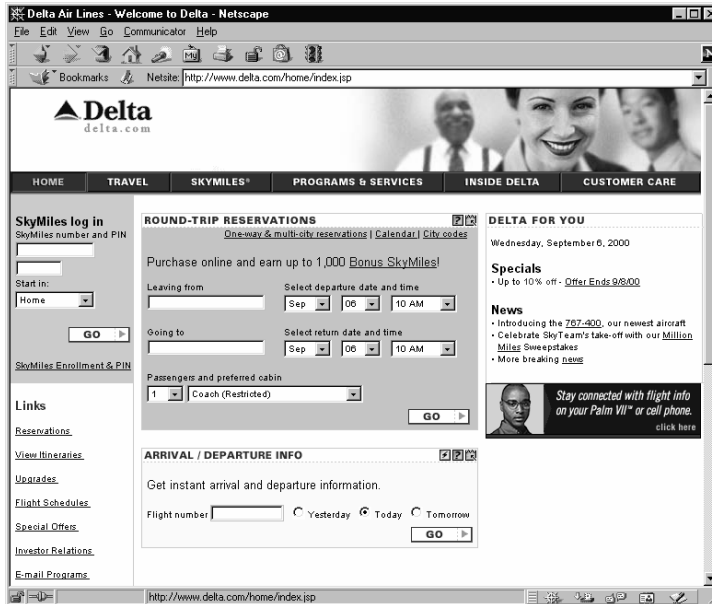 Delta Air Lines - Welcome to Delta - Netscape
File Edit View Go Communicator Help
My
Bookmarks Netsite: http://www.delta.com/home/index.jsp
Delta
delta.com
HOME TRAVEL SKYMILES® PROGRAMS & SERVICES INSIDE DELTA CUSTOMER CARE
SkyMiles log in
SkyMiles number and PIN
Start in:
Home
GO
SkyMiles Enrollment & PIN
Links
Reservations
View Itineraries
Upgrades
Flight Schedules
Special Offers
Investor Relations
E-mail Programs
ROUND-TRIP RESERVATIONS ?
One-way & multi-city reservations | Calendar | City codes
Purchase online and earn up to 1,000 Bonus SkyMiles!
Leaving from Select departure date and time
Sep 06 10 AM
Going to Select return date and time
Sep 06 10 AM
Passengers and preferred cabin
1 Coach (Restricted)
GO
ARRIVAL / DEPARTURE INFO ?
Get instant arrival and departure information.
Flight number Yesterday Today Tomorrow
GO
DELTA FOR YOU
Wednesday, September 6, 2000
Specials
• Up to 10% off - Offer Ends 9/8/00
News
• Introducing the 767-400, our newest aircraft
• Celebrate SkyTeam's take-off with our Million
Miles Sweepstakes
• More breaking news
Stay connected with flight info
on your Palm VII™ or cell phone.
click here
http://www.delta.com/home/index.jsp